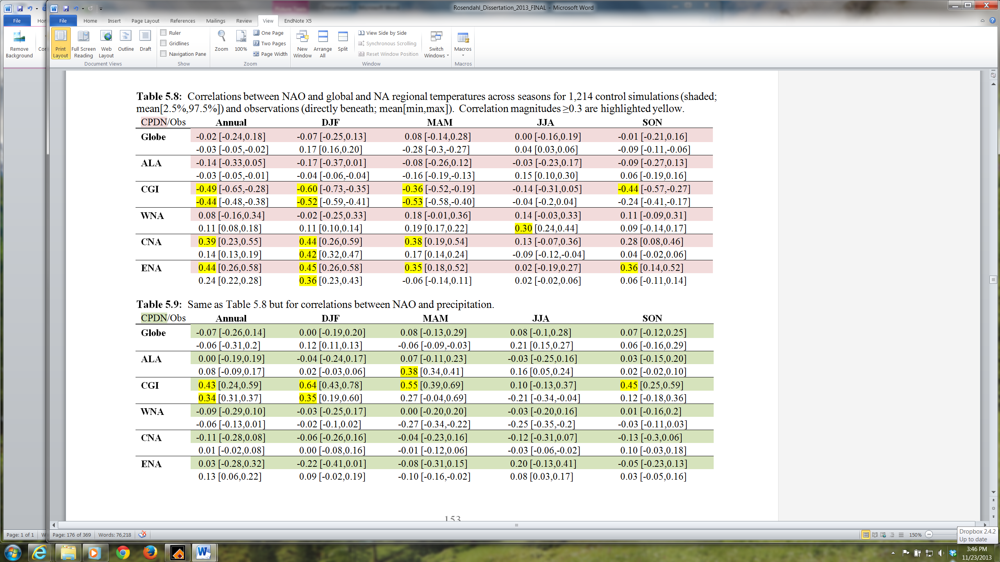 Rosendahl_Dissertation_2013_FINAL - Microsoft Word
File Hor File Home Insert Page Layout References Mailings Review View EndNote X5
Remove Background Cor
Print Layout Full Screen Reading Web Layout Outline Draft
Document Views
Ruler
Gridlines
Navigation Pane
Show
Zoom 100% One Page
Two Pages
Page Width
Zoom
New Window Arrange All Split
View Side by Side
Synchronous Scrolling
Reset Window Position
Window
Switch Windows
Macros
Macros
Table 5.8: Correlations between NAO and global and NA regional temperatures across seasons for 1,214 control simulations (shaded;
mean[2.5%,97.5%]) and observations (directly beneath; mean[min,max]). Correlation magnitudes ≥0.3 are highlighted yellow.
CPDN/Obs Annual DJF MAM JJA SON
Globe -0.02 [-0.24,0.18] -0.07 [-0.25,0.13] 0.08 [-0.14,0.28] 0.00 [-0.16,0.19] -0.01 [-0.21,0.16]
-0.03 [-0.05,-0.02] 0.17 [0.16,0.20] -0.28 [-0.3,-0.27] 0.04 [0.03,0.06] -0.09 [-0.11,-0.06]
ALA -0.14 [-0.33,0.05] -0.17 [-0.37,0.01] -0.08 [-0.26,0.12] -0.03 [-0.23,0.17] -0.09 [-0.27,0.13]
-0.03 [-0.05,-0.01] -0.04 [-0.06,-0.04] -0.16 [-0.19,-0.13] 0.15 [0.10,0.30] 0.06 [-0.19,0.16]
CGI -0.49 [-0.65,-0.28] -0.60 [-0.73,-0.35] -0.36 [-0.52,-0.19] -0.14 [-0.31,0.05] -0.44 [-0.57,-0.27]
-0.44 [-0.48,-0.38] -0.52 [-0.59,-0.41] -0.53 [-0.58,-0.40] -0.04 [-0.2,0.04] -0.24 [-0.41,-0.17]
WNA 0.08 [-0.16,0.34] -0.02 [-0.25,0.33] 0.18 [-0.01,0.36] 0.14 [-0.03,0.33] 0.11 [-0.09,0.31]
0.11 [0.08,0.18] 0.11 [0.10,0.14] 0.19 [0.17,0.22] 0.30 [0.24,0.44] 0.09 [-0.14,0.17]
CNA 0.39 [0.23,0.55] 0.44 [0.26,0.59] 0.38 [0.19,0.54] 0.13 [-0.07,0.36] 0.28 [0.08,0.46]
0.14 [0.13,0.19] 0.42 [0.32,0.47] 0.17 [0.14,0.24] -0.09 [-0.12,-0.04] 0.04 [-0.02,0.06]
ENA 0.44 [0.26,0.58] 0.45 [0.26,0.58] 0.35 [0.18,0.52] 0.02 [-0.19,0.27] 0.36 [0.14,0.52]
0.24 [0.22,0.28] 0.36 [0.23,0.43] -0.06 [-0.14,0.11] 0.02 [-0.02,0.06] 0.06 [-0.11,0.14]
Table 5.9: Same as Table 5.8 but for correlations between NAO and precipitation.
CPDN/Obs Annual DJF MAM JJA SON
Globe -0.07 [-0.26,0.14] 0.00 [-0.19,0.20] 0.08 [-0.13,0.29] 0.08 [-0.1,0.28] 0.07 [-0.12,0.25]
-0.06 [-0.31,0.2] 0.12 [0.11,0.13] -0.06 [-0.09,-0.03] 0.21 [0.15,0.27] 0.06 [-0.16,0.29]
ALA 0.00 [-0.19,0.19] -0.04 [-0.24,0.17] 0.07 [-0.11,0.23] -0.03 [-0.25,0.16] 0.03 [-0.15,0.20]
0.08 [-0.09,0.17] 0.02 [-0.03,0.06] 0.38 [0.34,0.41] 0.16 [0.05,0.24] 0.02 [-0.02,0.10]
CGI 0.43 [0.24,0.59] 0.64 [0.43,0.78] 0.55 [0.39,0.69] 0.10 [-0.13,0.37] 0.45 [0.25,0.59]
0.34 [0.31,0.37] 0.35 [0.19,0.60] 0.27 [-0.04,0.69] -0.21 [-0.34,-0.04] 0.12 [-0.18,0.36]
WNA -0.09 [-0.29,0.10] -0.03 [-0.25,0.17] 0.00 [-0.20,0.20] -0.03 [-0.20,0.16] 0.01 [-0.16,0.2]
-0.06 [-0.13,0.01] -0.02 [-0.1,0.02] -0.27 [-0.34,-0.22] -0.25 [-0.35,-0.2] -0.03 [-0.11,0.03]
CNA -0.11 [-0.28,0.08] -0.06 [-0.26,0.16] -0.04 [-0.23,0.16] -0.12 [-0.31,0.07] -0.13 [-0.3,0.06]
0.01 [-0.02,0.08] 0.00 [-0.08,0.16] -0.01 [-0.12,0.06] -0.03 [-0.06,-0.02] 0.10 [-0.03,0.18]
ENA 0.03 [-0.28,0.32] -0.22 [-0.41,0.01] -0.08 [-0.31,0.15] 0.20 [-0.13,0.41] -0.05 [-0.23,0.13]
0.13 [0.06,0.22] 0.09 [-0.02,0.19] -0.10 [-0.16,-0.02] 0.08 [0.03,0.17] 0.03 [-0.05,0.16]
153
Page: 1 of 1 W Page: 176 of 369 Words: 76,218 150%
Dropbox 2.4.2
Up to date
3:46 PM
11/23/2013